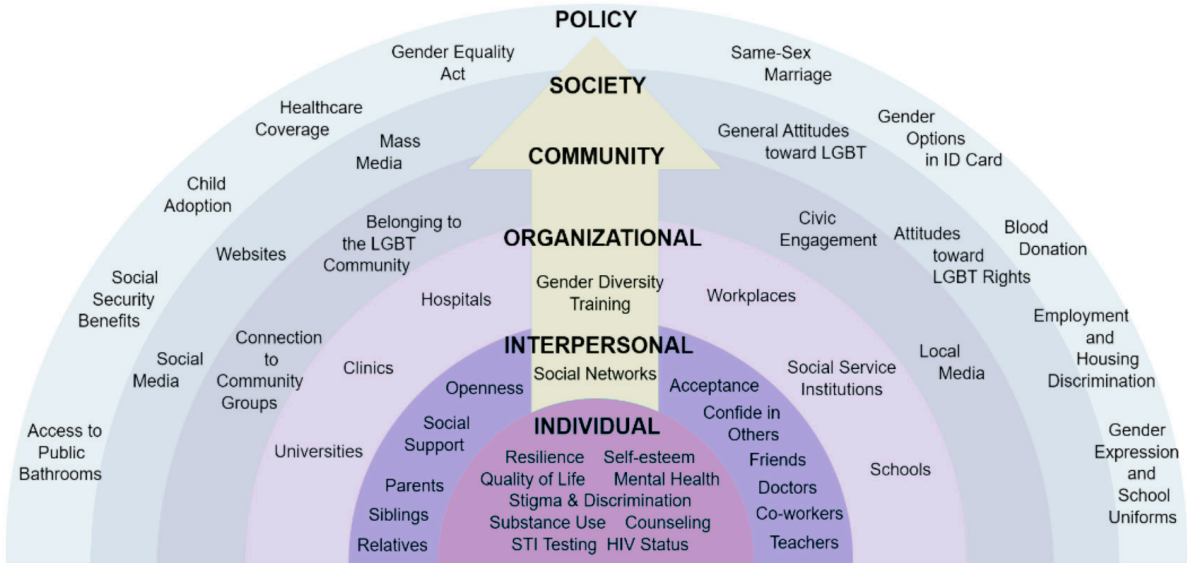 POLICY
Gender Equality
Act
Same-Sex
Marriage
Healthcare
Coverage
Gender
Options
in ID Card
Child
Adoption
Blood
Donation
Social
Security
Benefits
Employment
and
Housing
Discrimination
Access to
Public
Bathrooms
Gender
Expression
and
School
Uniforms
SOCIETY
Mass
Media
General Attitudes
toward LGBT
Websites
Attitudes
toward
LGBT Rights
Social
Media
Local
Media
COMMUNITY
Belonging to
the LGBT
Community
Civic
Engagement
Connection
to
Community
Groups
ORGANIZATIONAL
Gender Diversity
Training
Hospitals
Workplaces
Clinics
Social Service
Institutions
Universities
Schools
INTERPERSONAL
Social Networks
Openness
Acceptance
Social
Support
Confide in
Others
Parents
Friends
Siblings
Doctors
Relatives
Co-workers
Teachers
INDIVIDUAL
Resilience Self-esteem
Quality of Life Mental Health
Stigma & Discrimination
Substance Use Counseling
STI Testing HIV Status